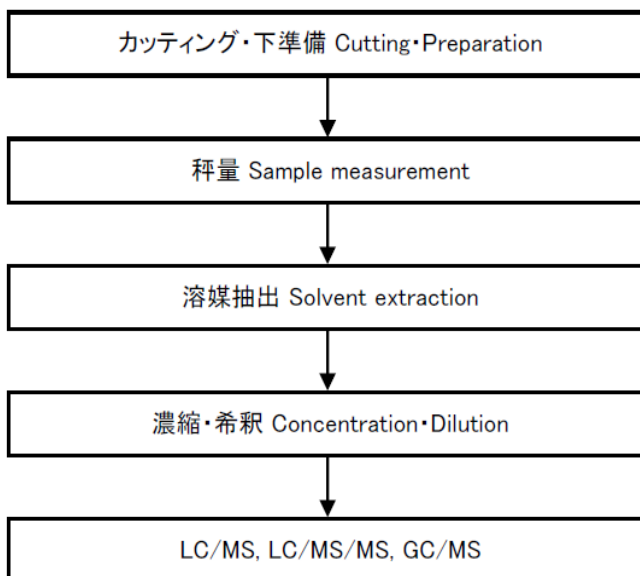 カッティング・下準備 Cutting・Preparation
秤量 Sample measurement
溶媒抽出 Solvent extraction
濃縮・希釈 Concentration・Dilution
LC/MS, LC/MS/MS, GC/MS